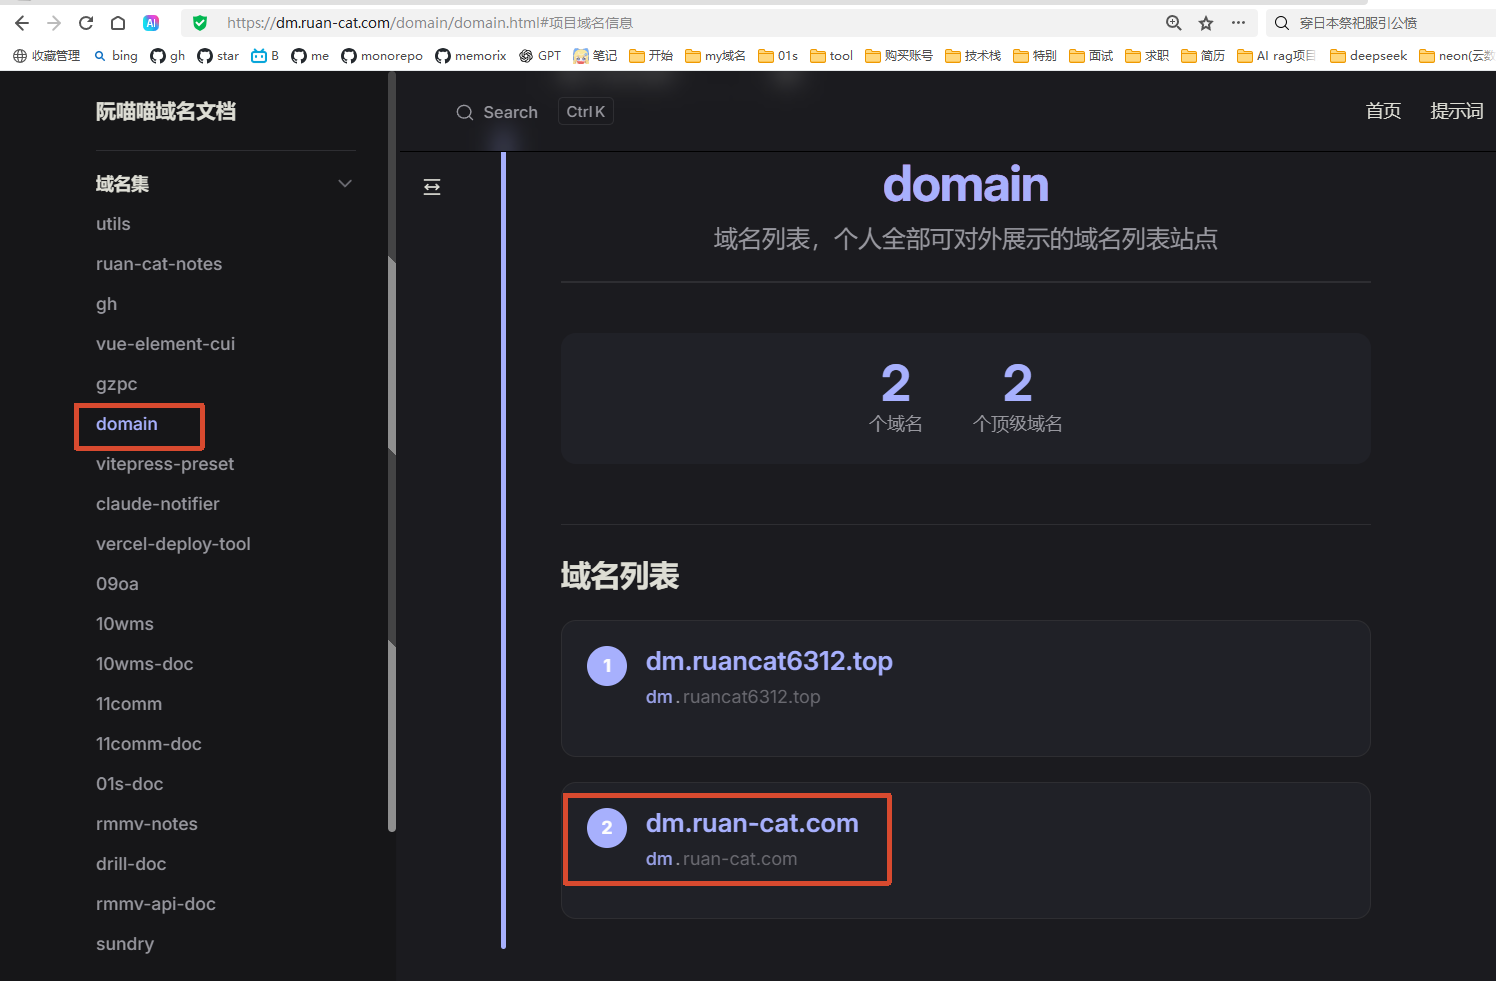 https://dm.ruan-cat.com/domain/domain.html#项目域名信息
穿日本祭祀服引公愤
收藏管理 bing gh star B me monorepo memorix GPT 笔记 开始 my域名 01s tool 购买账号 技术栈 特别 面试 求职 简历 AI rag项目 deepseek neon(云数
阮喵喵域名文档
Search Ctrl K
首页 提示词
域名集
utils
ruan-cat-notes
gh
vue-element-cui
gzpc
domain
vitepress-preset
claude-notifier
vercel-deploy-tool
09oa
10wms
10wms-doc
11comm
11comm-doc
01s-doc
rmmv-notes
drill-doc
rmmv-api-doc
sundry
domain
域名列表，个人全部可对外展示的域名列表站点
2 2
个域名 个顶级域名
域名列表
1 dm.ruancat6312.top
dm.ruancat6312.top
2 dm.ruan-cat.com
dm.ruan-cat.com